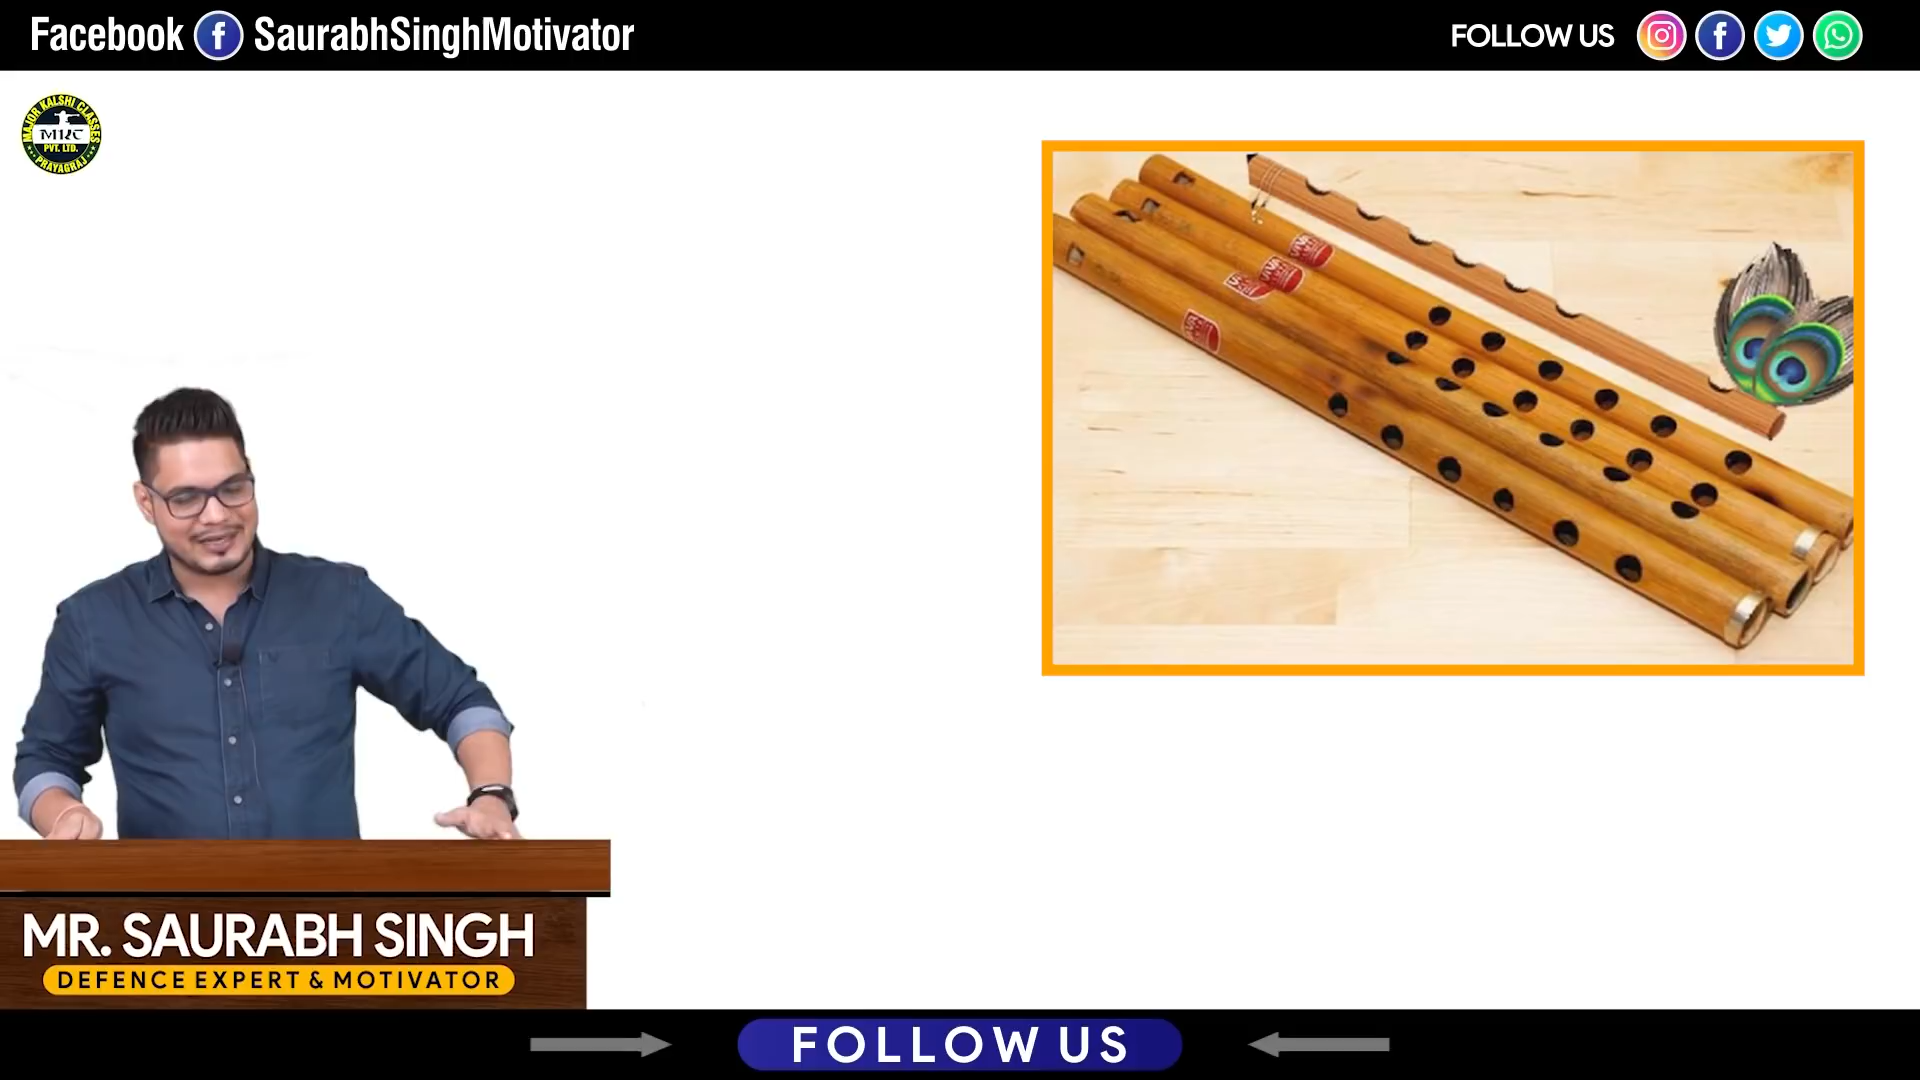 Facebook f SaurabhSinghMotivator
FOLLOW US
MAJOR KALSHI CLASSES
MKC
PVT. LTD.
PRAYAGRAJ
MR. SAURABH SINGH
DEFENCE EXPERT & MOTIVATOR
FOLLOW US